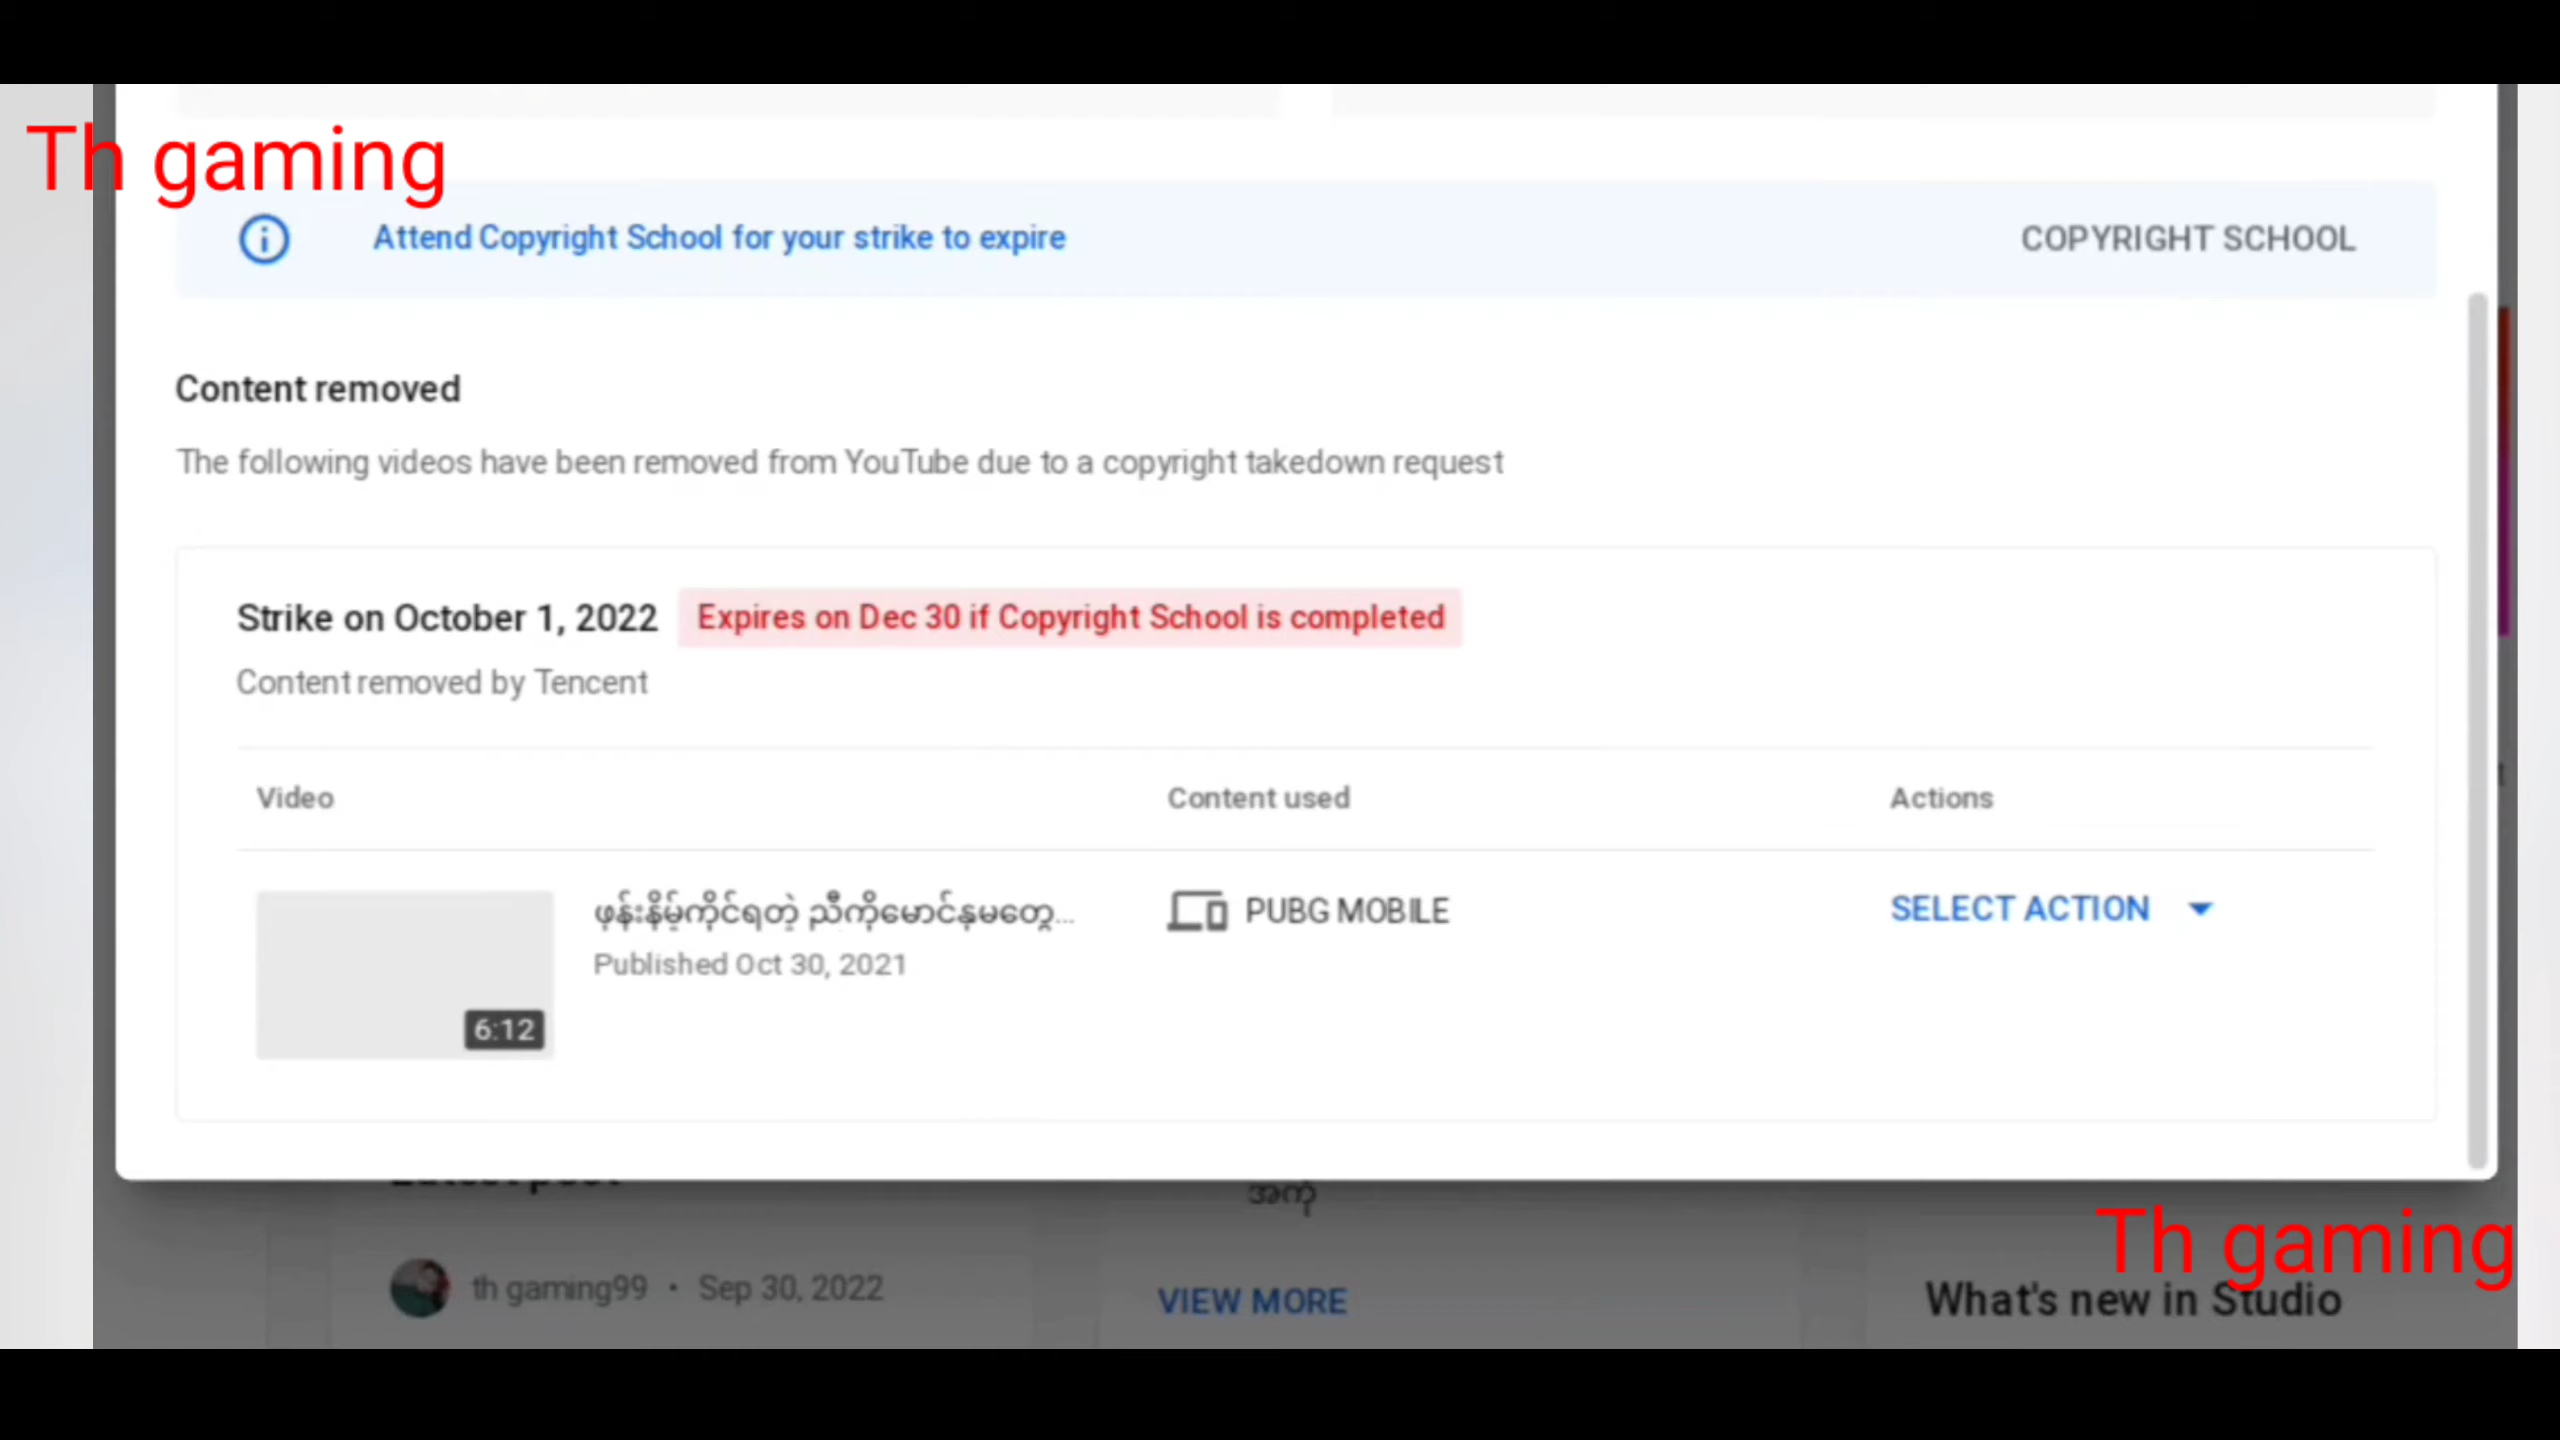 Th gaming
Attend Copyright School for your strike to expire
COPYRIGHT SCHOOL
Content removed
The following videos have been removed from YouTube due to a copyright takedown request
Strike on October 1, 2022 Expires on Dec 30 if Copyright School is completed
Content removed by Tencent
Video Content used Actions
ဖုန်းနိမ့်ကိုင်ရတဲ့ ညီကိုမောင်နှမတွေ... PUBG MOBILE SELECT ACTION
Published Oct 30, 2021
6:12
အကုံ
Th gaming
th gaming99 • Sep 30, 2022
VIEW MORE
What's new in Studio